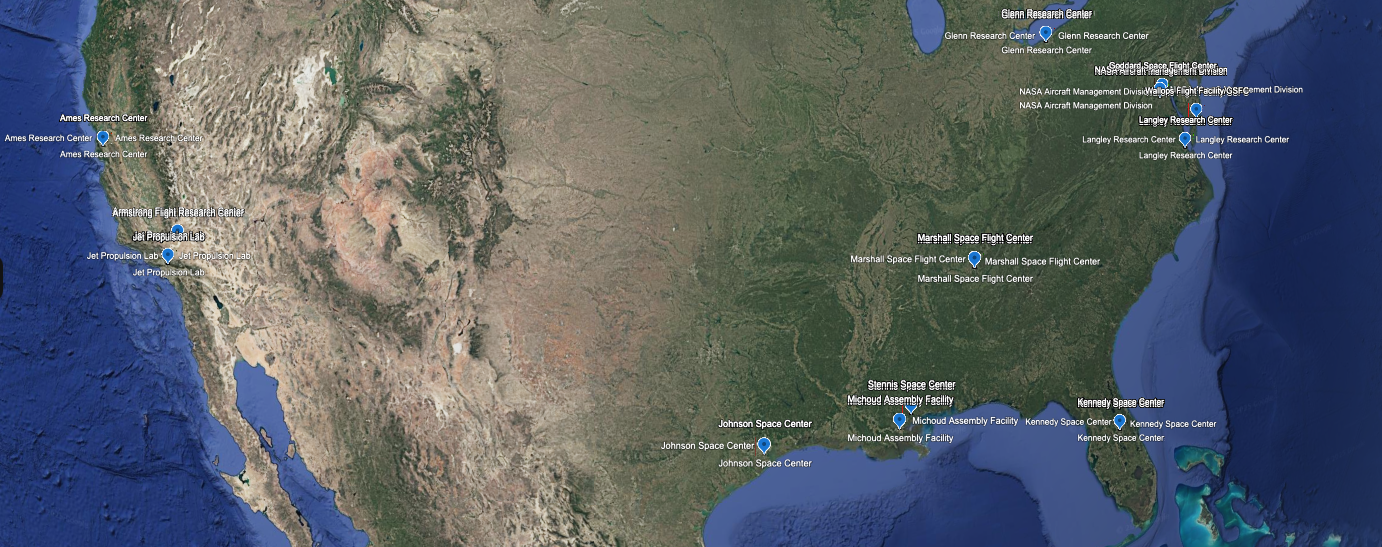 Glenn Research Center
Glenn Research Center Glenn Research Center
Glenn Research Center
Goddard Space Flight Center
NASA Aircraft Management Division
NASA Aircraft Management Division Wallops Flight Facility/GSFC Management Division
NASA Aircraft Management Division
Langley Research Center
Langley Research Center Langley Research Center
Langley Research Center
Ames Research Center
Ames Research Center Ames Research Center
Ames Research Center
Armstrong Flight Research Center
Jet Propulsion Lab
Jet Propulsion Lab Jet Propulsion Lab
Jet Propulsion Lab
Marshall Space Flight Center
Marshall Space Flight Center Marshall Space Flight Center
Marshall Space Flight Center
Stennis Space Center
Michoud Assembly Facility
Michoud Assembly Facility
Michoud Assembly Facility
Kennedy Space Center
Kennedy Space Center Kennedy Space Center
Kennedy Space Center
Johnson Space Center
Johnson Space Center
Johnson Space Center